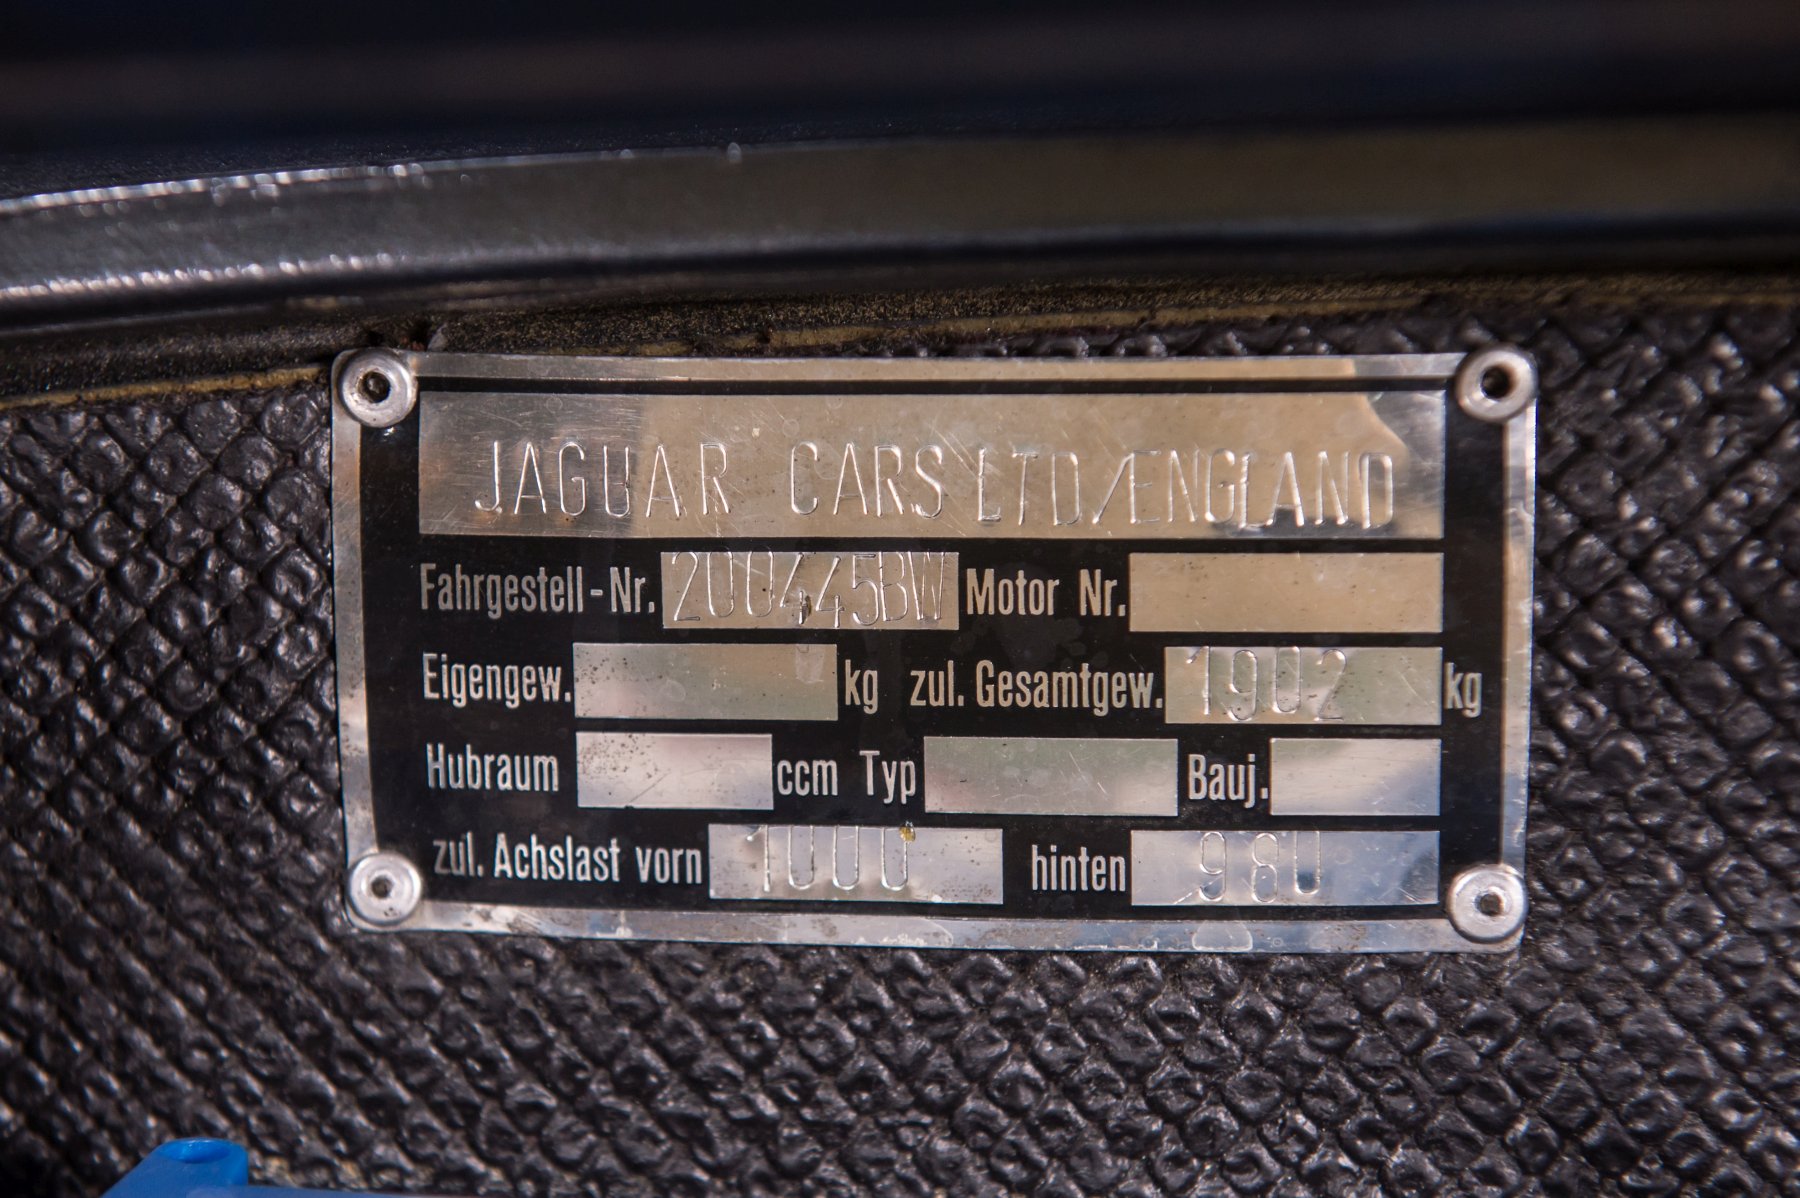 JAGUAR CARS LTD/ENGLAND
Fahrgestell-Nr. 200445BW Motor Nr.
Eigengew. kg zul. Gesamtgew. 1902 kg
Hubraum ccm Typ Bauj.
zul. Achslast vorn 1000 hinten 980